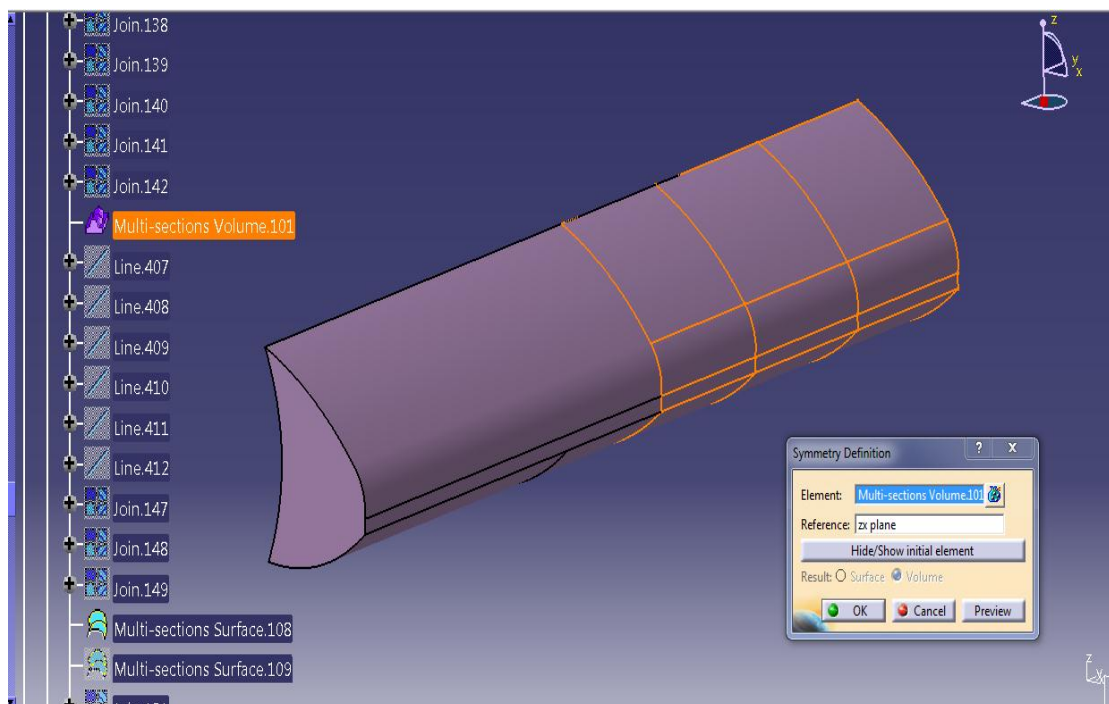 Join.138
Join.139
Join.140
Join.141
Join.142
Multi-sections Volume.101
Line.407
Line.408
Line.409
Line.410
Line.411
Line.412
Join.147
Join.148
Join.149
Multi-sections Surface.108
Multi-sections Surface.109
z
y
x
Symmetry Definition ? X
Element: Multi-sections Volume.101
Reference: zx plane
Hide/Show initial element
Result: Surface Volume
OK Cancel Preview
z